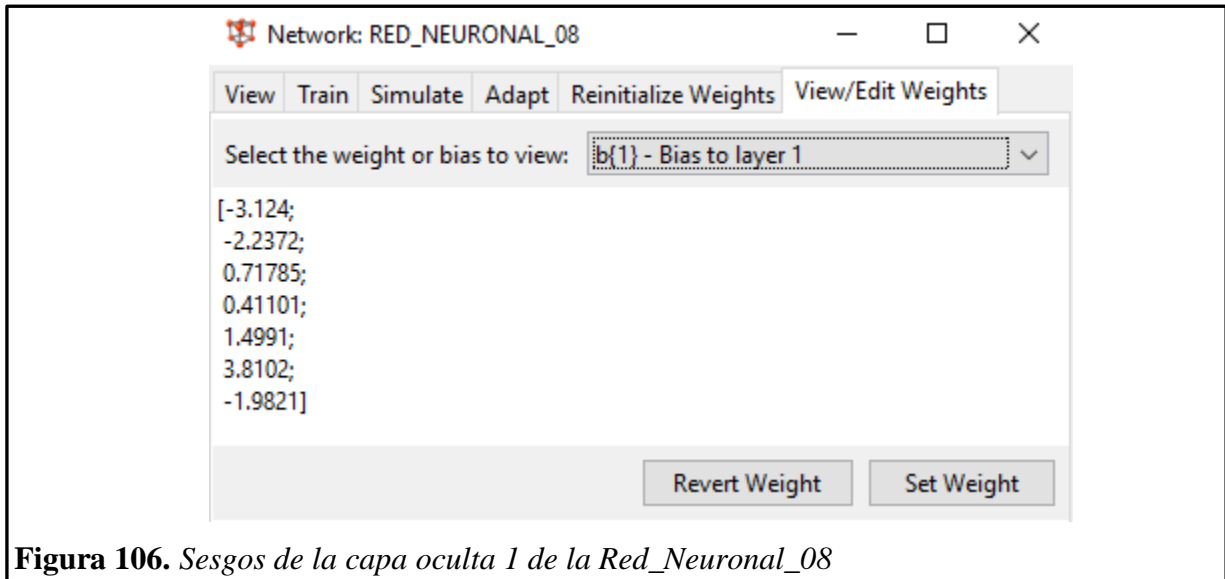 Network: RED_NEURONAL_08
View Train Simulate Adapt Reinitialize Weights View/Edit Weights
Select the weight or bias to view: b{1} - Bias to layer 1
[-3.124;
-2.2372;
0.71785;
0.41101;
1.4991;
3.8102;
-1.9821]
Revert Weight Set Weight
Figura 106. Sesgos de la capa oculta 1 de la Red_Neuronal_08